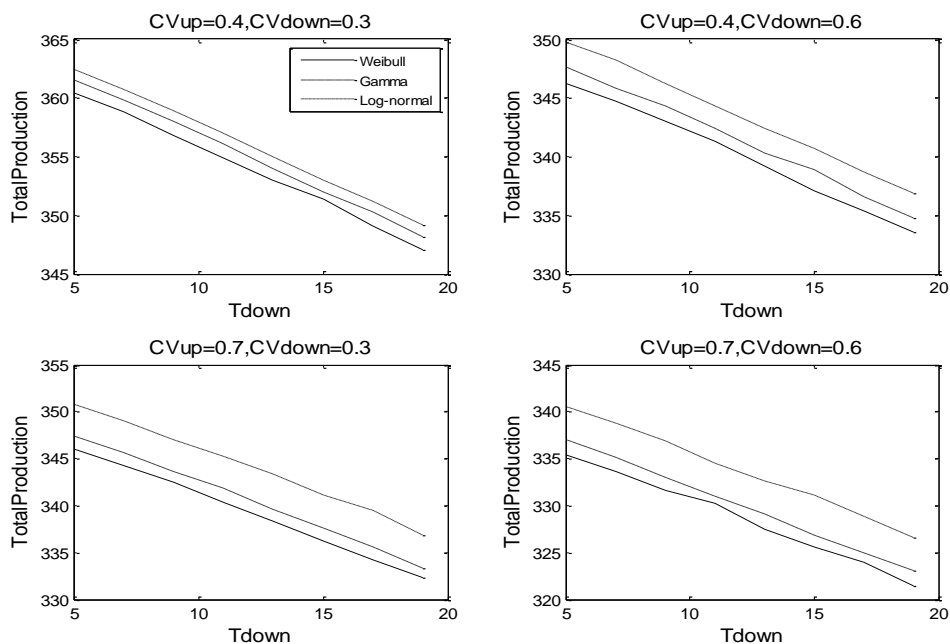 CVup=0.4,CVdown=0.3
365
360
355
350
345
TotalProduction
Weibull
Gamma
Log-normal
5 10 15 20
Tdown
CVup=0.4,CVdown=0.6
350
345
340
335
330
TotalProduction
5 10 15 20
Tdown
CVup=0.7,CVdown=0.3
355
350
345
340
335
330
TotalProduction
5 10 15 20
Tdown
CVup=0.7,CVdown=0.6
345
340
335
330
325
320
TotalProduction
5 10 15 20
Tdown